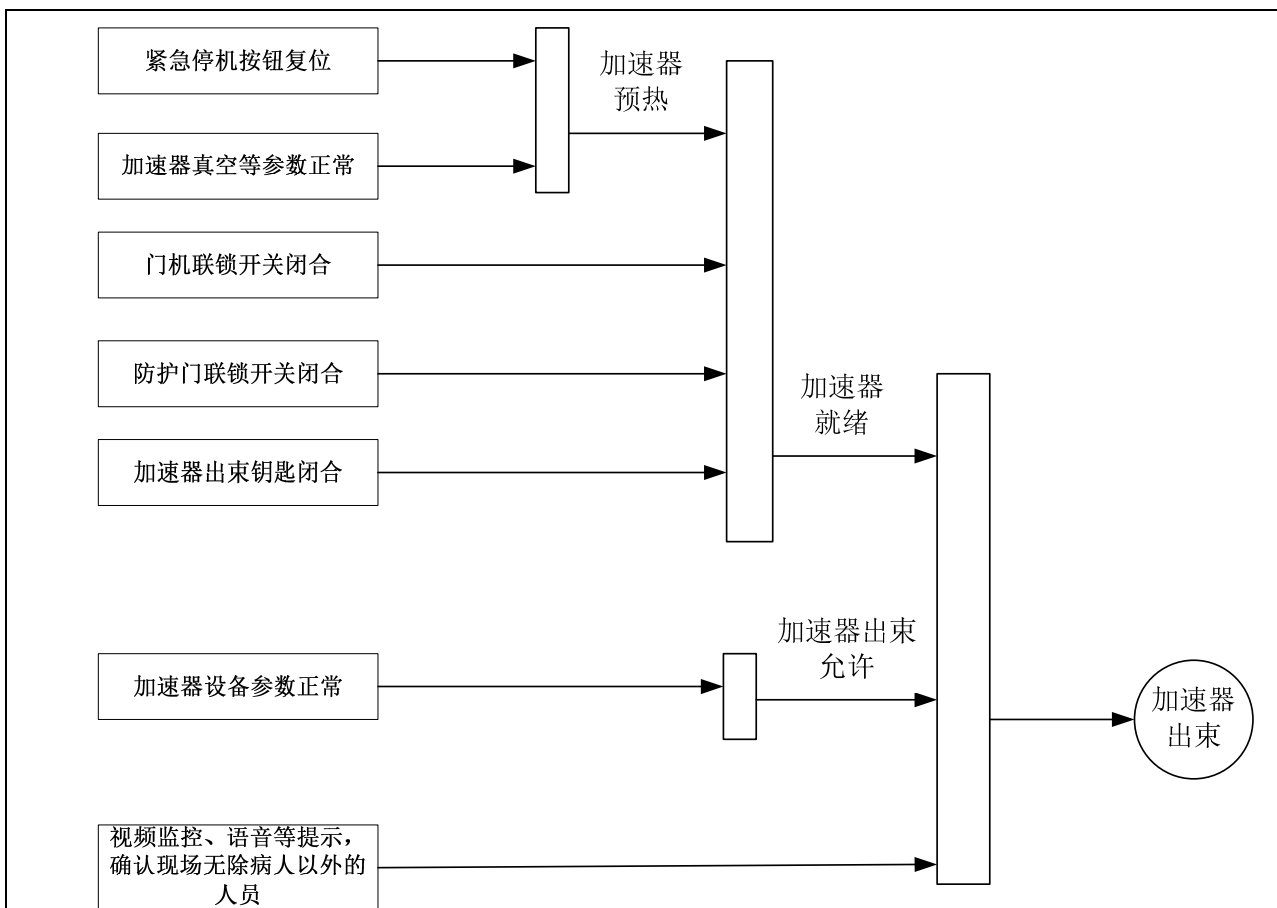 紧急停机按钮复位
加速器
预热
加速器真空等参数正常
门机联锁开关闭合
防护门联锁开关闭合
加速器
就绪
加速器出束钥匙闭合
加速器出束
允许
加速器设备参数正常
加速器
出束
视频监控、语音等提示，
确认现场无除病人以外的
人员